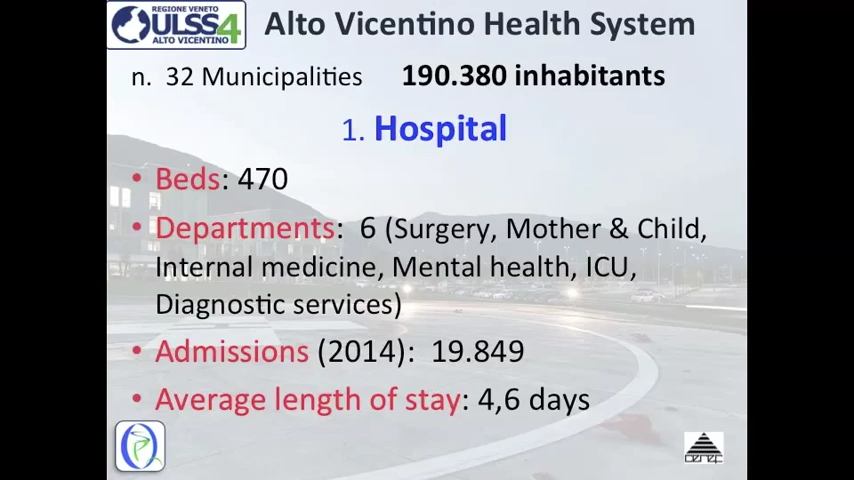 REGIONE VENETO
ULSS4
ALTO VICENTINO
Alto Vicentino Health System
n. 32 Municipalities 190.380 inhabitants
1. Hospital
• Beds: 470
• Departments: 6 (Surgery, Mother & Child,
Internal medicine, Mental health, ICU,
Diagnostic services)
• Admissions (2014): 19.849
• Average length of stay: 4,6 days